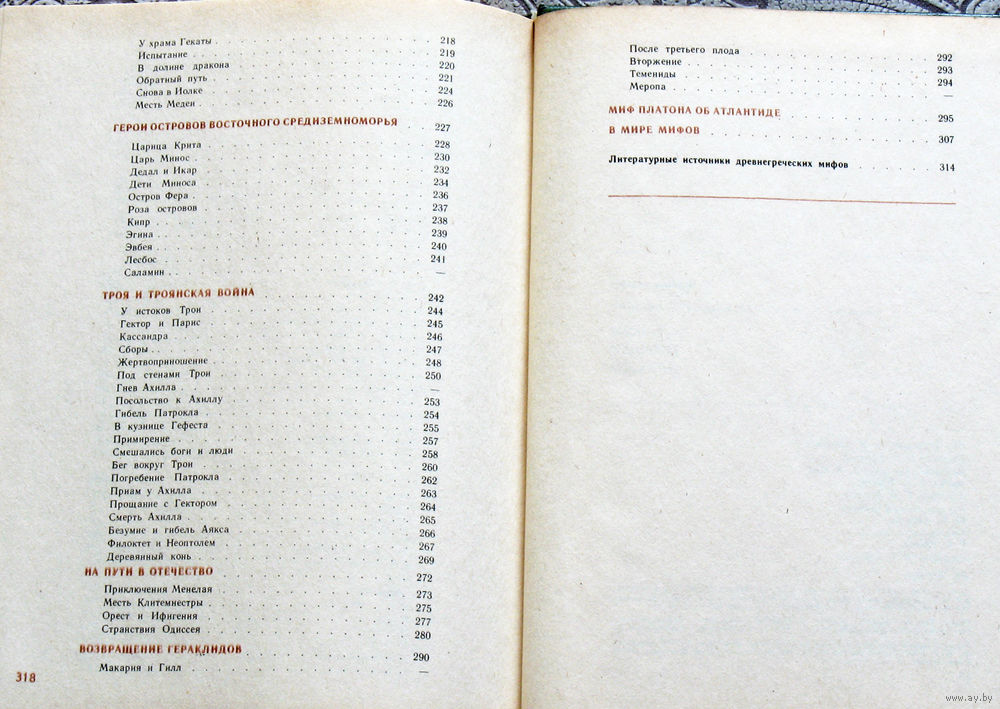 У храма Гекаты . . . 218
Испытание . . . 219
В долине дракона . . . 220
Обратный путь . . . 221
Снова в Иолке . . . 224
Месть Медеи . . . 226
ГЕРОИ ОСТРОВОВ ВОСТОЧНОГО СРЕДИЗЕМНОМОРЬЯ . . . 227
Царица Крита . . . 228
Царь Минос . . . 230
Дедал и Икар . . . 232
Дети Миноса . . . 234
Остров Фера . . . 236
Роза островов . . . 237
Кипр . . . 238
Эгина . . . 239
Эвбея . . . 240
Лесбос . . . 241
Саламин . . . —
ТРОЯ И ТРОЯНСКАЯ ВОЙНА . . . 242
У истоков Трои . . . 244
Гектор и Парис . . . 245
Кассандра . . . 246
Сборы . . . 247
Жертвоприношение . . . 248
Под стенами Трои . . . 250
Гнев Ахилла . . . —
Посольство к Ахиллу . . . 253
Гибель Патрокла . . . 254
В кузнице Гефеста . . . 255
Примирение . . . 257
Смешались боги и люди . . . 258
Бег вокруг Трои . . . 260
Погребение Патрокла . . . 262
Приам у Ахилла . . . 263
Прощание с Гектором . . . 264
Смерть Ахилла . . . 265
Безумие и гибель Аякса . . . 266
Филоктет и Неоптолем . . . 267
Деревянный конь . . . 269
НА ПУТИ В ОТЕЧЕСТВО . . . 272
Приключения Менелая . . . 273
Месть Клитемнестры . . . 275
Орест и Ифигения . . . 277
Странствия Одиссея . . . 280
ВОЗВРАЩЕНИЕ ГЕРАКЛИДОВ . . . 290
Макария и Гилл . . . —
318
После третьего плода . . . 292
Вторжение . . . 293
Темениды . . . 294
Меропа . . . —
МИФ ПЛАТОНА ОБ АТЛАНТИДЕ . . . 295
В МИРЕ МИФОВ . . . 307
Литературные источники древнегреческих мифов . . . 314
www.ay.by